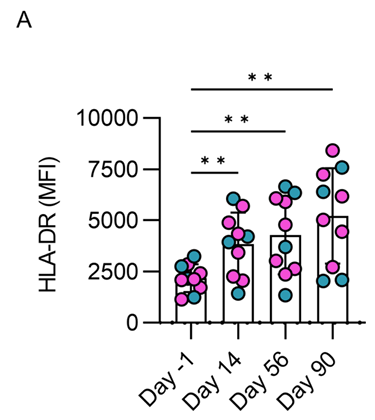 A
HLA-DR (MFI)
10000
7500
5000
2500
0
* *
* *
* *
Day -1
Day 14
Day 56
Day 90